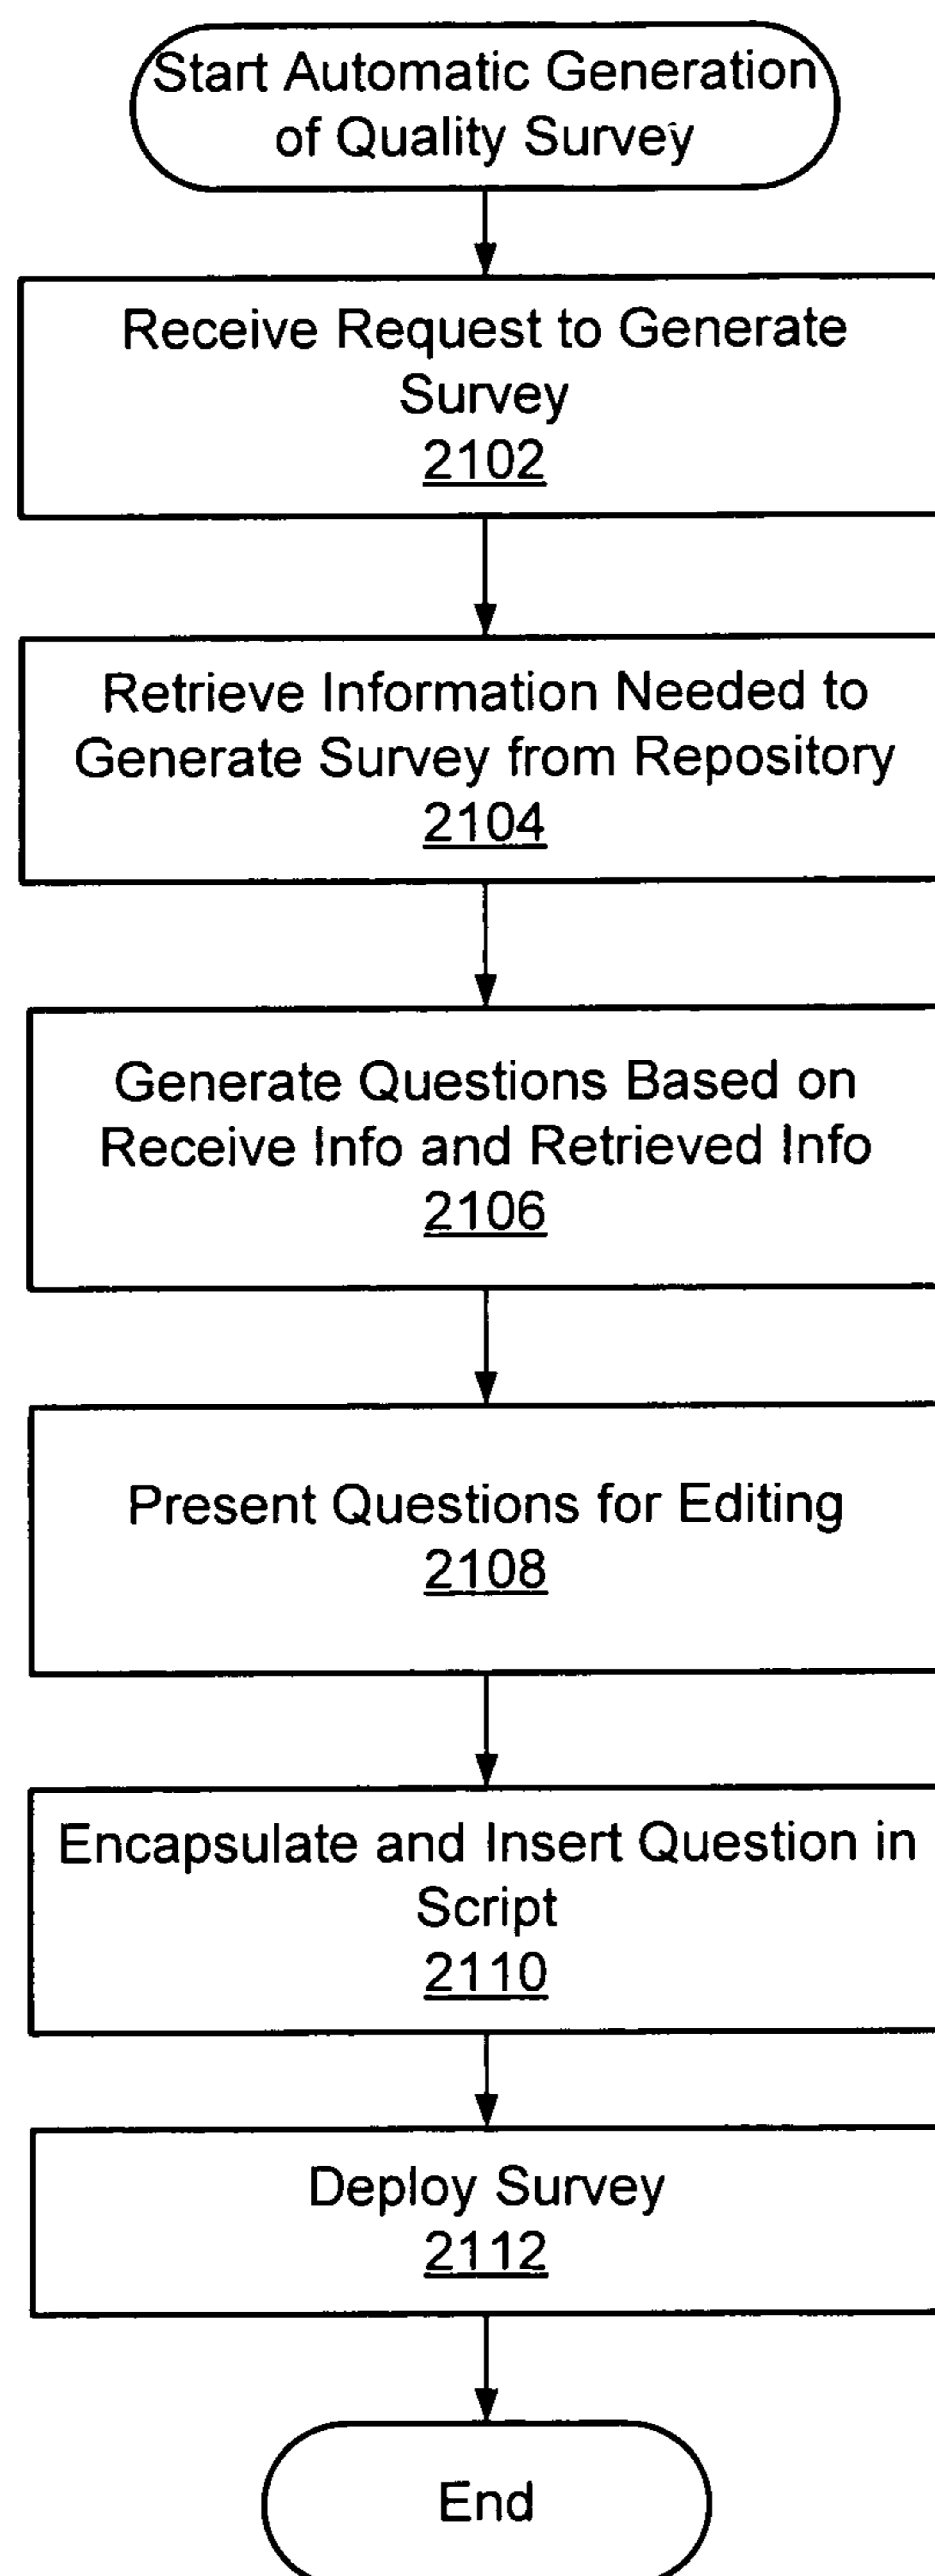 Start Automatic Generation
of Quality Survey
Receive Request to Generate
Survey
2102
Retrieve Information Needed to
Generate Survey from Repository
2104
Generate Questions Based on
Receive Info and Retrieved Info
2106
Present Questions for Editing
2108
Encapsulate and Insert Question in
Script
2110
Deploy Survey
2112
End